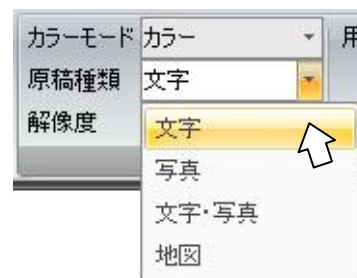 カラーモード カラー 用
原稿種類 文字
解像度 文字
写真
文字・写真
地図